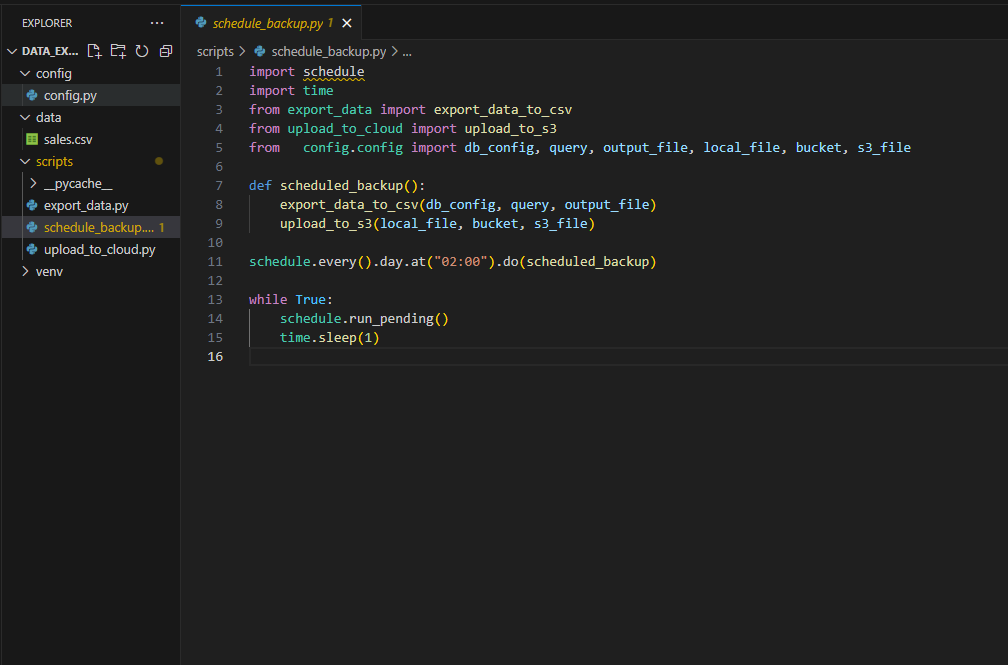 EXPLORER ...
DATA_EX...
config
config.py
data
sales.csv
scripts
__pycache__
export_data.py
schedule_backup.... 1
upload_to_cloud.py
venv
schedule_backup.py 1
scripts > schedule_backup.py > ...
1 import schedule
2 import time
3 from export_data import export_data_to_csv
4 from upload_to_cloud import upload_to_s3
5 from   config.config import db_config, query, output_file, local_file, bucket, s3_file
6
7 def scheduled_backup():
8     export_data_to_csv(db_config, query, output_file)
9     upload_to_s3(local_file, bucket, s3_file)
10
11 schedule.every().day.at("02:00").do(scheduled_backup)
12
13 while True:
14     schedule.run_pending()
15     time.sleep(1)
16